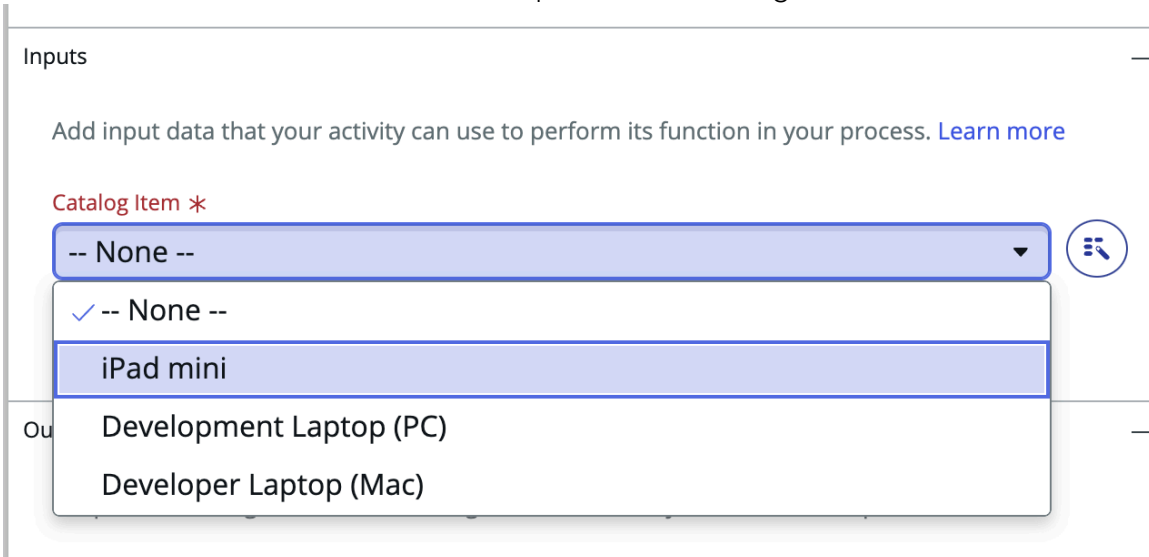 Inputs
Add input data that your activity can use to perform its function in your process. Learn more
Catalog Item *
-- None --
-- None --
iPad mini
Development Laptop (PC)
Ou
Developer Laptop (Mac)